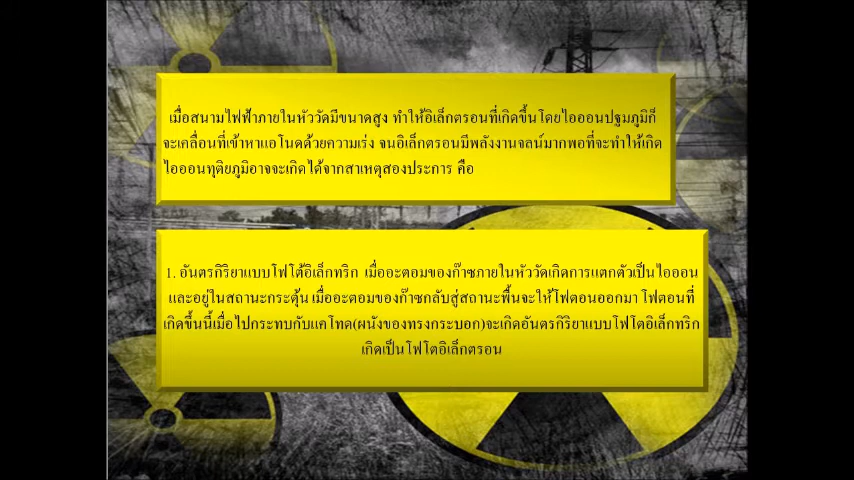 เมื่อสนามไฟฟ้าภายในหัววัดมีขนาดสูง ทำให้อิเล็กตรอนที่เกิดขึ้นโดยไอออนปฐมภูมิก็
จะเคลื่อนที่เข้าหาแอโนดด้วยความเร่ง จนอิเล็กตรอนมีพลังงานจลน์มากพอที่จะทำให้เกิด
ไอออนทุติยภูมิอาจจะเกิดได้จากสาเหตุสองประการ คือ
1. อันตรกิริยาแบบโฟโต้อิเล็กทริก เมื่ออะตอมของก๊าซภายในหัววัดเกิดการแตกตัวเป็นไอออน
และอยู่ในสถานะกระตุ้น เมื่ออะตอมของก๊าซกลับสู่สถานะพื้นจะให้โฟตอนออกมา โฟตอนที่
เกิดขึ้นนี้เมื่อไปกระทบกับแคโทด(ผนังของทรงกระบอก)จะเกิดอันตรกิริยาแบบโฟโตอิเล็กทริก
เกิดเป็นโฟโตอิเล็กตรอน